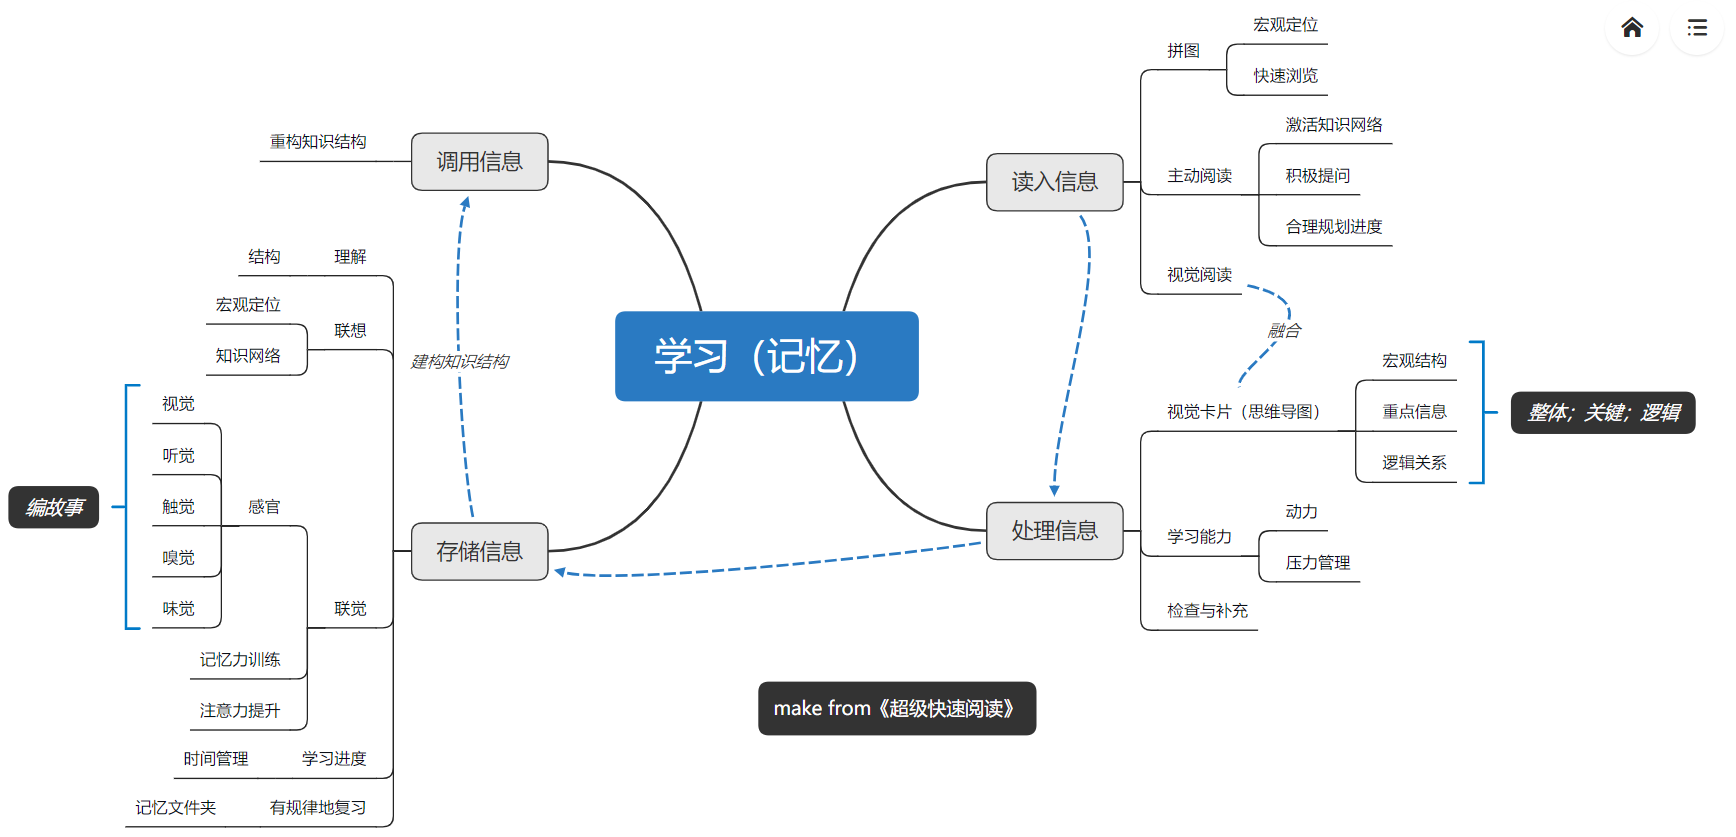 学习（记忆）
读入信息
拼图
宏观定位
快速浏览
主动阅读
激活知识网络
积极提问
合理规划进度
视觉阅读
融合
处理信息
视觉卡片（思维导图）
宏观结构
重点信息
逻辑关系
整体；关键；逻辑
学习能力
动力
压力管理
检查与补充
存储信息
理解
结构
联想
宏观定位
知识网络
联觉
感官
视觉
听觉
触觉
嗅觉
味觉
编故事
记忆力训练
注意力提升
学习进度
时间管理
有规律地复习
记忆文件夹
建构知识结构
调用信息
重构知识结构
make from《超级快速阅读》